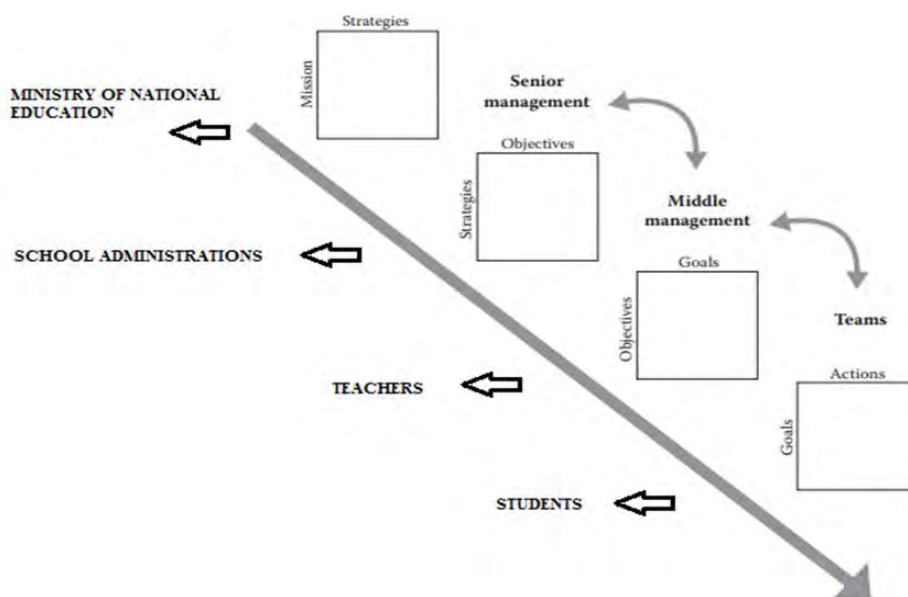 Strategies
Mission
MINISTRY OF NATIONAL
EDUCATION
Senior
management
Objectives
Strategies
Middle
management
SCHOOL ADMINISTRATIONS
Goals
Objectives
Teams
TEACHERS
Actions
Goals
STUDENTS